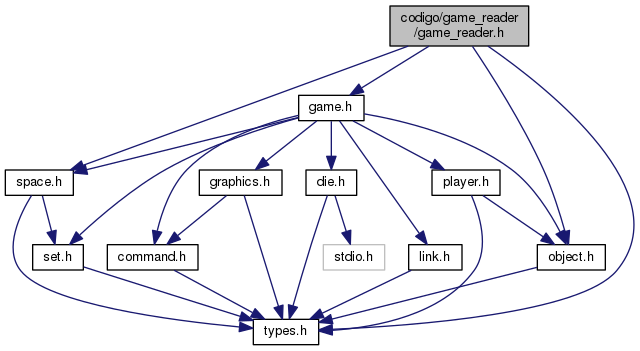 codigo/game_reader
/game_reader.h
game.h
space.h
graphics.h
die.h
player.h
set.h
command.h
stdio.h
link.h
object.h
types.h